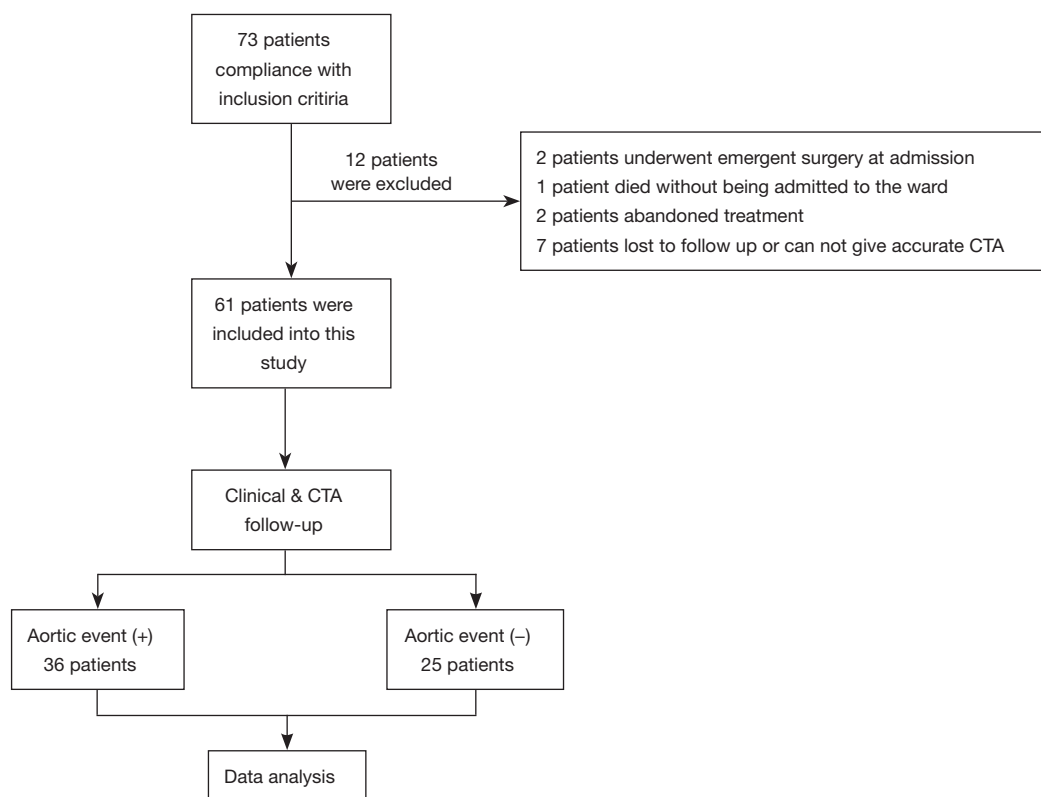 73 patients
compliance with
inclusion critiria
12 patients
were excluded
2 patients underwent emergent surgery at admission
1 patient died without being admitted to the ward
2 patients abandoned treatment
7 patients lost to follow up or can not give accurate CTA
61 patients were
included into this
study
Clinical & CTA
follow-up
Aortic event (+)
36 patients
Aortic event (–)
25 patients
Data analysis